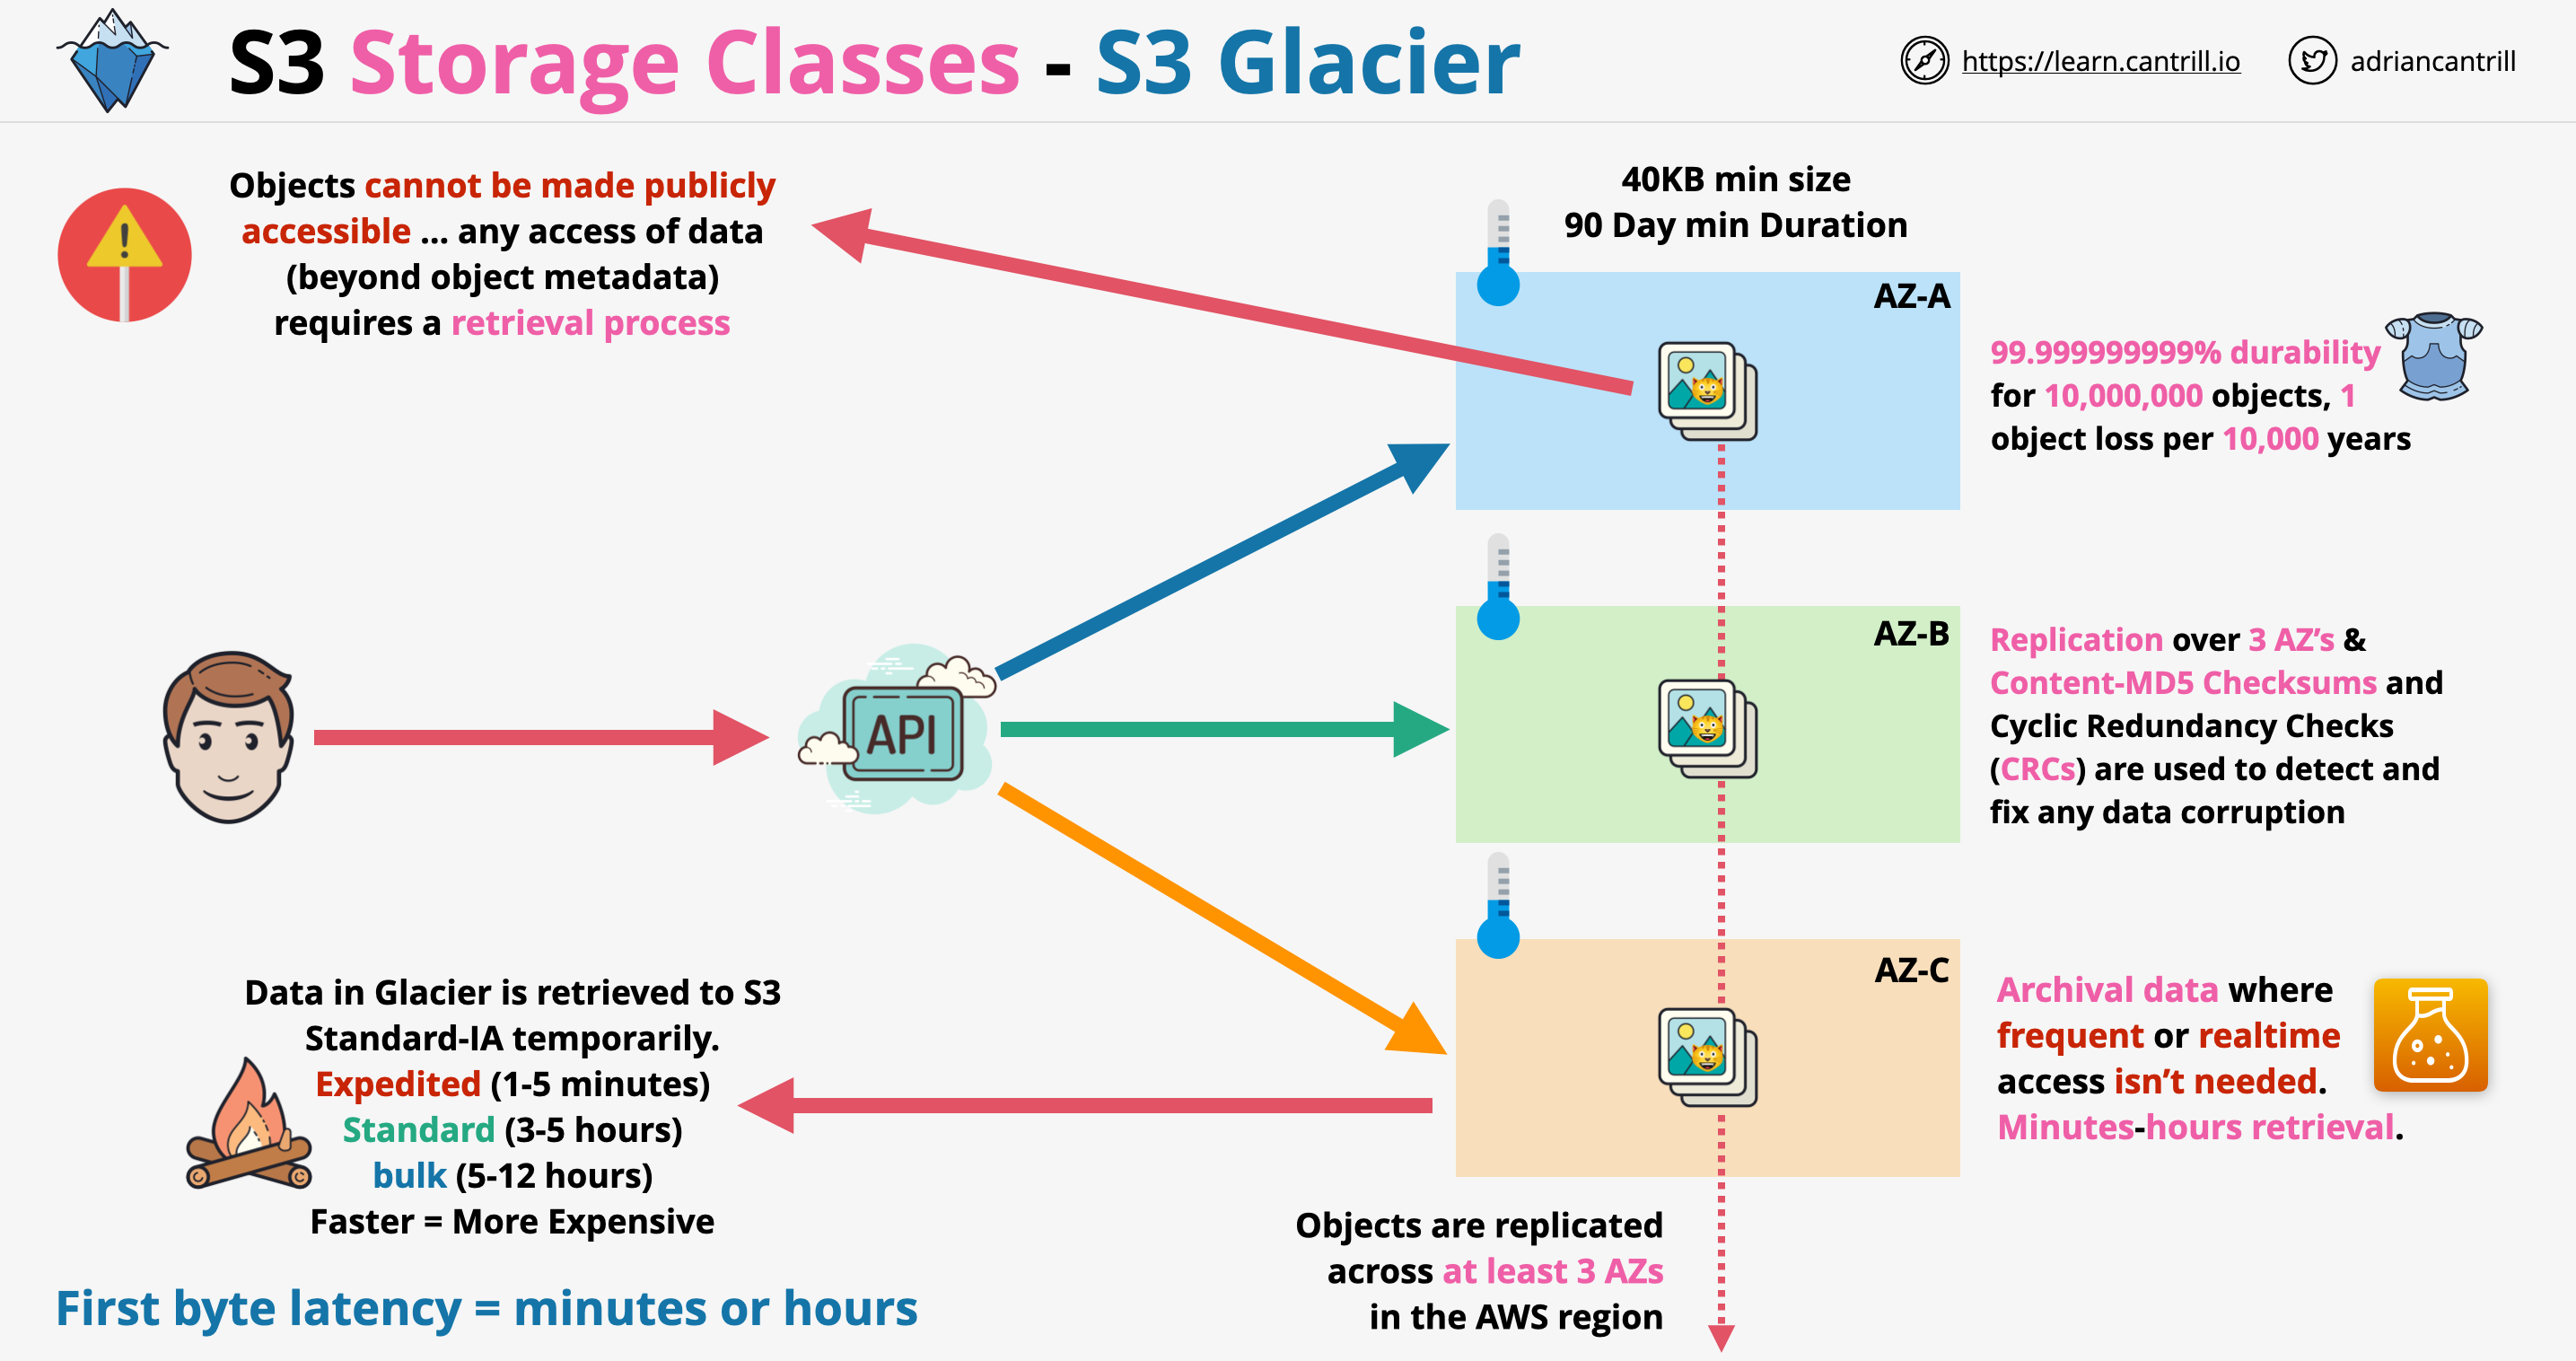 S3 Storage Classes - S3 Glacier
https://learn.cantrill.io
adriancantrill
Objects cannot be made publicly
accessible ... any access of data
(beyond object metadata)
requires a retrieval process
40KB min size
90 Day min Duration
AZ-A
99.999999999% durability
for 10,000,000 objects, 1
object loss per 10,000 years
API
AZ-B
Replication over 3 AZ’s &
Content-MD5 Checksums and
Cyclic Redundancy Checks
(CRCs) are used to detect and
fix any data corruption
AZ-C
Data in Glacier is retrieved to S3
Standard-IA temporarily.
Expedited (1-5 minutes)
Standard (3-5 hours)
bulk (5-12 hours)
Faster = More Expensive
Archival data where
frequent or realtime
access isn’t needed.
Minutes-hours retrieval.
Objects are replicated
across at least 3 AZs
in the AWS region
First byte latency = minutes or hours